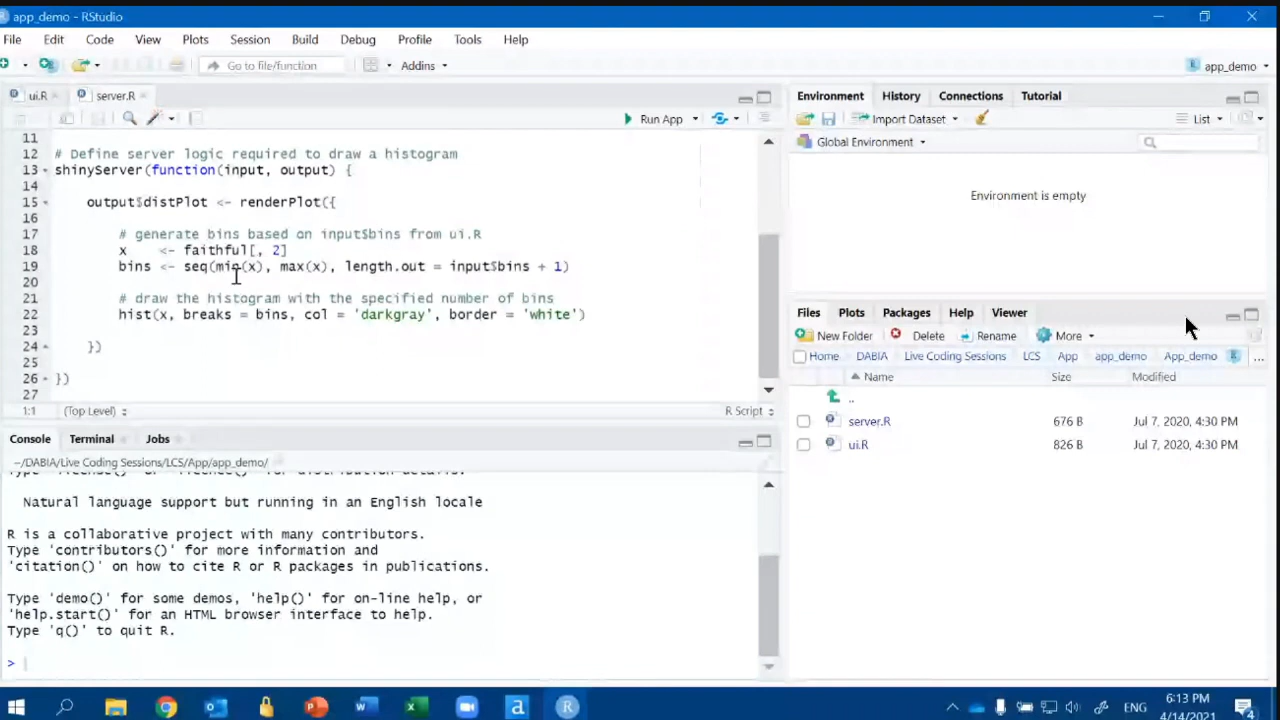 app_demo - RStudio
File Edit Code View Plots Session Build Debug Profile Tools Help
Go to file/function Addins app_demo
ui.R server.R
Run App
11
12 # Define server logic required to draw a histogram
13 shinyServer(function(input, output) {
14
15 output$distPlot <- renderPlot({
16
17 # generate bins based on input$bins from ui.R
18 x <- faithful[, 2]
19 bins <- seq(min(x), max(x), length.out = input$bins + 1)
20
21 # draw the histogram with the specified number of bins
22 hist(x, breaks = bins, col = 'darkgray', border = 'white')
23
24 })
25
26 })
27
1:1 (Top Level) R Script
Console Terminal Jobs
~/DABIA/Live Coding Sessions/LCS/App/app_demo/
Natural language support but running in an English locale
R is a collaborative project with many contributors.
Type 'contributors()' for more information and
'citation()' on how to cite R or R packages in publications.
Type 'demo()' for some demos, 'help()' for on-line help, or
'help.start()' for an HTML browser interface to help.
Type 'q()' to quit R.
>
Environment History Connections Tutorial
Import Dataset List
Global Environment
Environment is empty
Files Plots Packages Help Viewer
New Folder Delete Rename More
Home DABIA Live Coding Sessions LCS App app_demo App_demo ...
Name Size Modified
..
server.R 676 B Jul 7, 2020, 4:30 PM
ui.R 826 B Jul 7, 2020, 4:30 PM
ENG 6:13 PM
4/14/2021
4